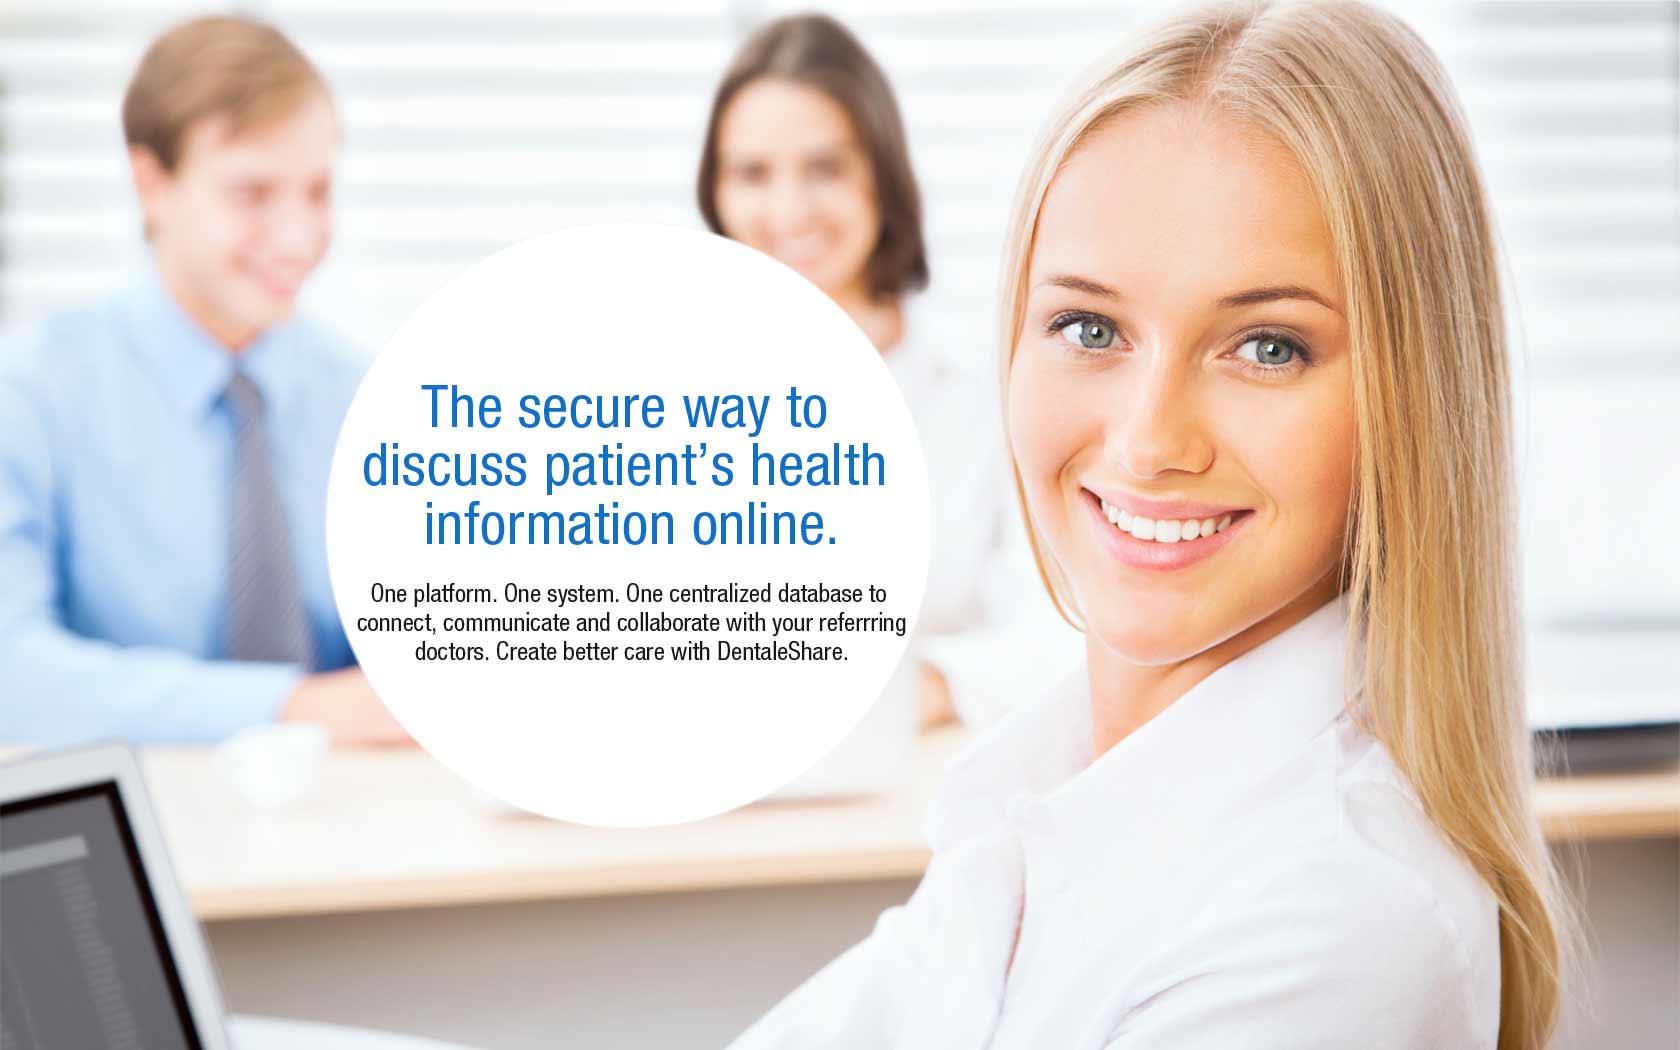 The secure way to
discuss patient’s health
information online.
One platform. One system. One centralized database to
connect, communicate and collaborate with your referrring
doctors. Create better care with DentaleShare.